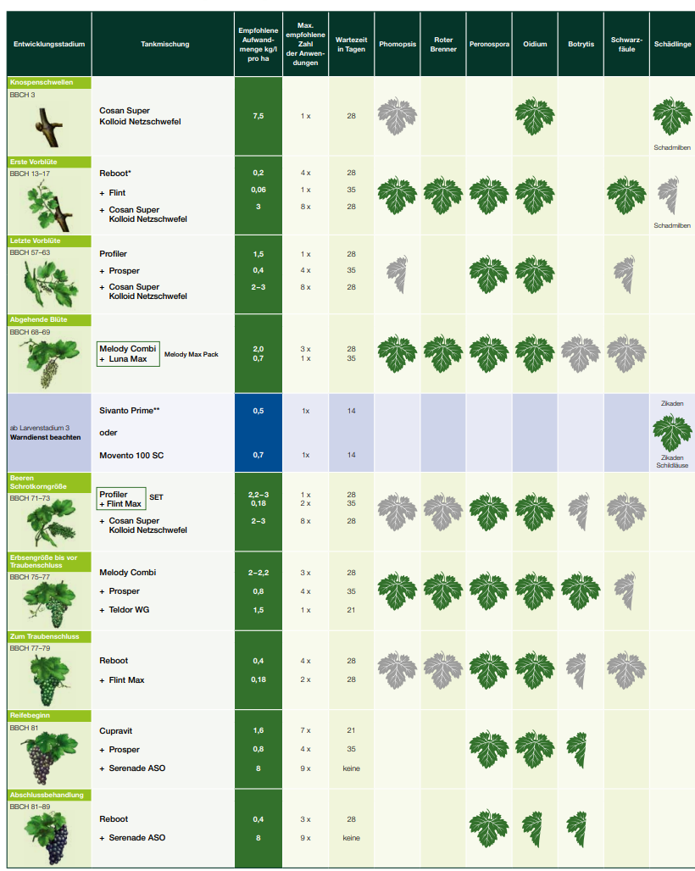 Entwicklungsstadium
Tankmischung
Empfohlene
Aufwand-
menge kg/l
pro ha
Max.
empfohlene
Zahl
der Anwen-
dungen
Wartezeit
in Tagen
Phomopsis
Roter
Brenner
Peronospora
Oidium
Botrytis
Schwarz-
fäule
Schädlinge
Knospenschwellen
BBCH 3
Cosan Super
Kolloid Netzschwefel
7,5
1 x
28
Schadmilben
Erste Vorblüte
BBCH 13–17
Reboot* 0,2 4 x 28
+ Flint 0,06 1 x 35
+ Cosan Super 3 8 x 28
Kolloid Netzschwefel
Schadmilben
Letzte Vorblüte
BBCH 57–63
Profiler 1,5 1 x 28
+ Prosper 0,4 4 x 35
+ Cosan Super 2–3 8 x 28
Kolloid Netzschwefel
Abgehende Blüte
BBCH 68–69
Melody Combi 2,0 3 x 28
+ Luna Max Melody Max Pack 0,7 1 x 35
ab Larvenstadium 3
Warndienst beachten
Sivanto Prime** 0,5 1x 14
oder
Movento 100 SC 0,7 1x 14
Zikaden
Zikaden
Schildläuse
Beeren
Schrotkorngröße
BBCH 71–73
Profiler SET 2,2–3 1 x 28
+ Flint Max 0,18 2 x 35
+ Cosan Super 2–3 8 x 28
Kolloid Netzschwefel
Erbsengröße bis vor
Traubenschluss
BBCH 75–77
Melody Combi 2–2,2 3 x 28
+ Prosper 0,8 4 x 35
+ Teldor WG 1,5 1 x 21
Zum Traubenschluss
BBCH 77–79
Reboot 0,4 4 x 28
+ Flint Max 0,18 2 x 28
Reifebeginn
BBCH 81
Cupravit 1,6 7 x 21
+ Prosper 0,8 4 x 35
+ Serenade ASO 8 9 x keine
Abschlussbehandlung
BBCH 81–89
Reboot 0,4 3 x 28
+ Serenade ASO 8 9 x keine